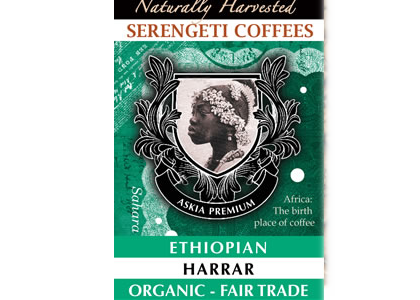 Naturally Harvested
SERENGETI COFFEES
ASKIA PREMIUM
Sahara
Africa:
The birth
place of coffee
ETHIOPIAN
HARRAR
ORGANIC - FAIR TRADE